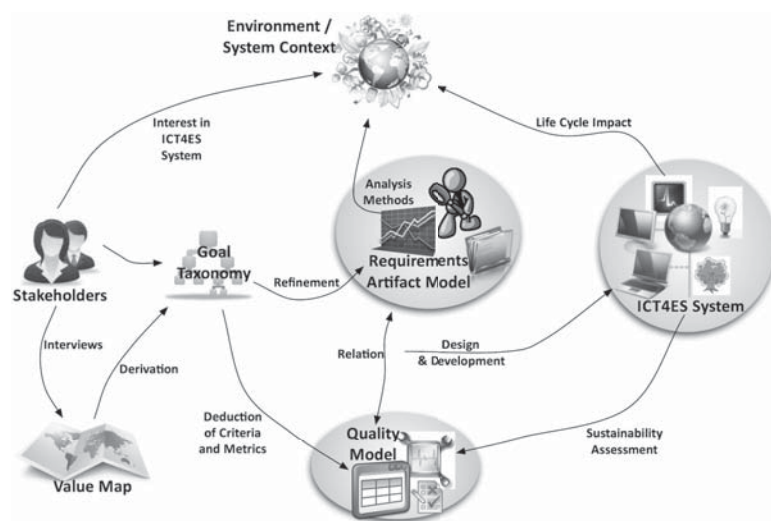 Environment /
System Context
Interest in
ICT4ES
System
Life Cycle Impact
Analysis
Methods
Goal
Taxonomy
Requirements
Artifact Model
Refinement
Stakeholders
ICT4ES System
Interviews
Derivation
Relation
Design
& Development
Deduction
of Criteria
and Metrics
Quality
Model
Sustainability
Assessment
Value Map